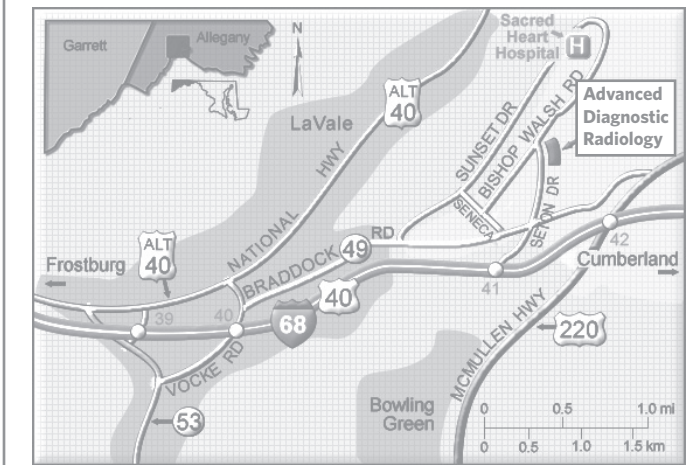 Garrett
Allegany
N
Sacred
Heart
Hospital
H
ALT
40
Advanced
Diagnostic
Radiology
LaVale
SUNSET DR
BISHOP WALSH RD
SENECA
SETON DR
NATIONAL HWY
BRADDOCK RD
49
ALT
40
Frostburg
42
Cumberland
41
40
39
40
68
VOCKE RD
53
MCMULLEN HWY
220
Bowling
Green
0 0.5 1.0 mi
0 0.5 1.0 1.5 km